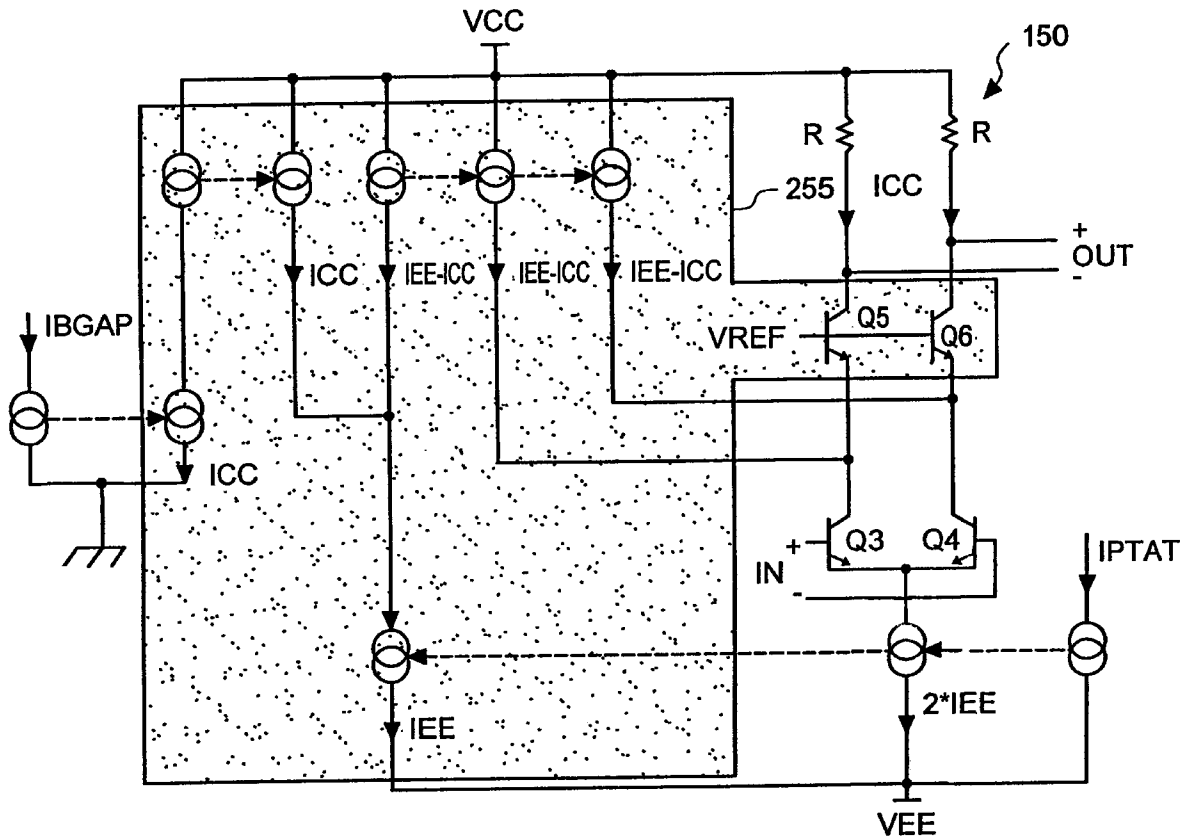 VCC
150
R
R
255
ICC
+
OUT
-
ICC
IEE-ICC
IEE-ICC
IEE-ICC
IBGAP
VREF
Q5
Q6
ICC
Q3
Q4
+
IN
-
IPTAT
2*IEE
IEE
VEE